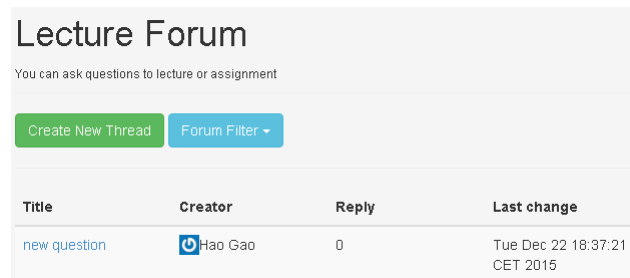 Lecture Forum
You can ask questions to lecture or assignment
Create New Thread Forum Filter
Title Creator Reply Last change
new question Hao Gao 0 Tue Dec 22 18:37:21
CET 2015